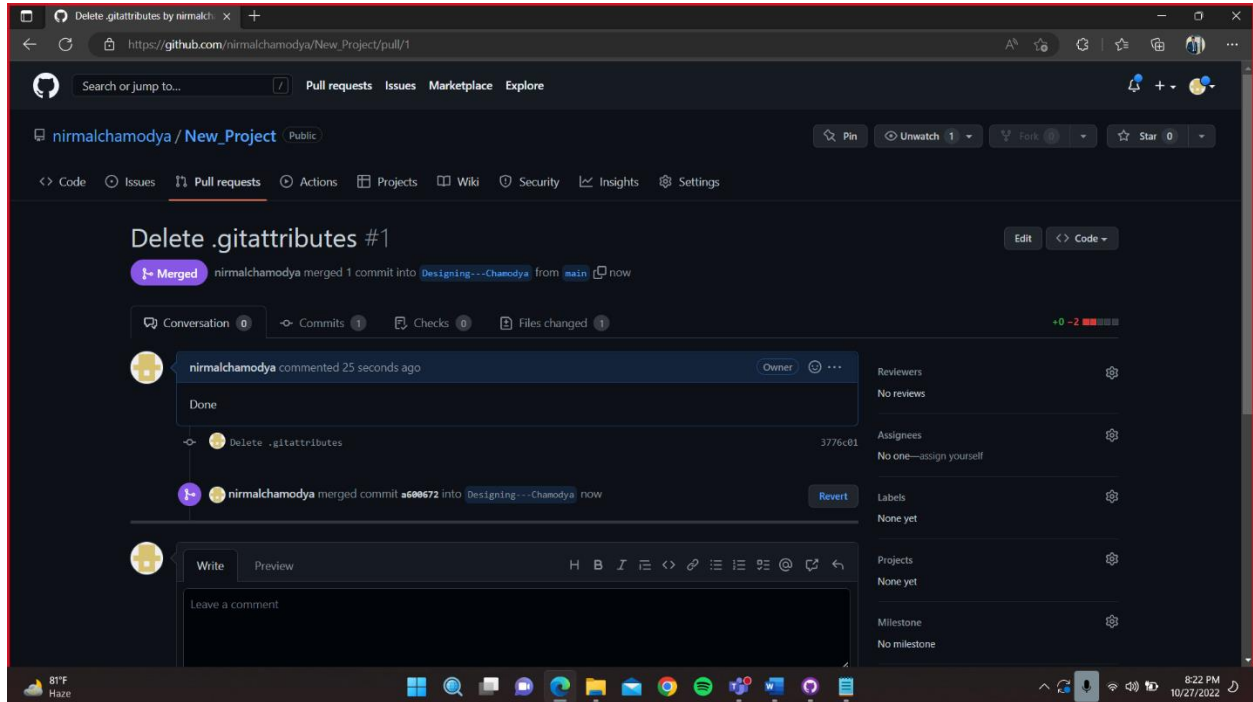 Delete .gitattributes by nirmalch
https://github.com/nirmalchamodya/New_Project/pull/1
Search or jump to... / Pull requests Issues Marketplace Explore
nirmalchamodya / New_Project Public Pin Unwatch 1 Fork 0 Star 0
<> Code Issues Pull requests Actions Projects Wiki Security Insights Settings
Delete .gitattributes #1 Edit <> Code
Merged nirmalchamodya merged 1 commit into Designing---Chamodya from main now
Conversation 0 Commits 1 Checks 0 Files changed 1 +0 −2
nirmalchamodya commented 25 seconds ago Owner ...
Done
Delete .gitattributes 3776c01
nirmalchamodya merged commit a600672 into Designing---Chamodya now Revert
Reviewers
No reviews
Assignees
No one—assign yourself
Labels
None yet
Projects
None yet
Milestone
No milestone
Write Preview H B I <> @
Leave a comment
81°F
Haze
8:22 PM
10/27/2022